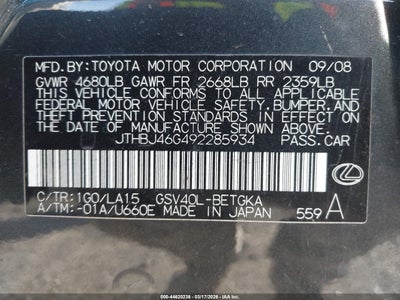 MFD.BY:TOYOTA MOTOR CORPORATION 09/08
GVWR 4680LB GAWR FR 2668LB RR 2359LB
THIS VEHICLE CONFORMS TO ALL APPLICABLE
FEDERAL MOTOR VEHICLE SAFETY,BUMPER,AND
THEFT PREVENTION STANDARDS IN EFFECT ON
THE DATE OF MANUFACTURE SHOWN ABOVE.
JTHBJ46G492285934 PASS.CAR
C/TR:1G0/LA15 GSV40L-BETGKA
A/TM:-01A/U660E MADE IN JAPAN 559 A
000-44620236 - 03/17/2026 - IAAI.COM